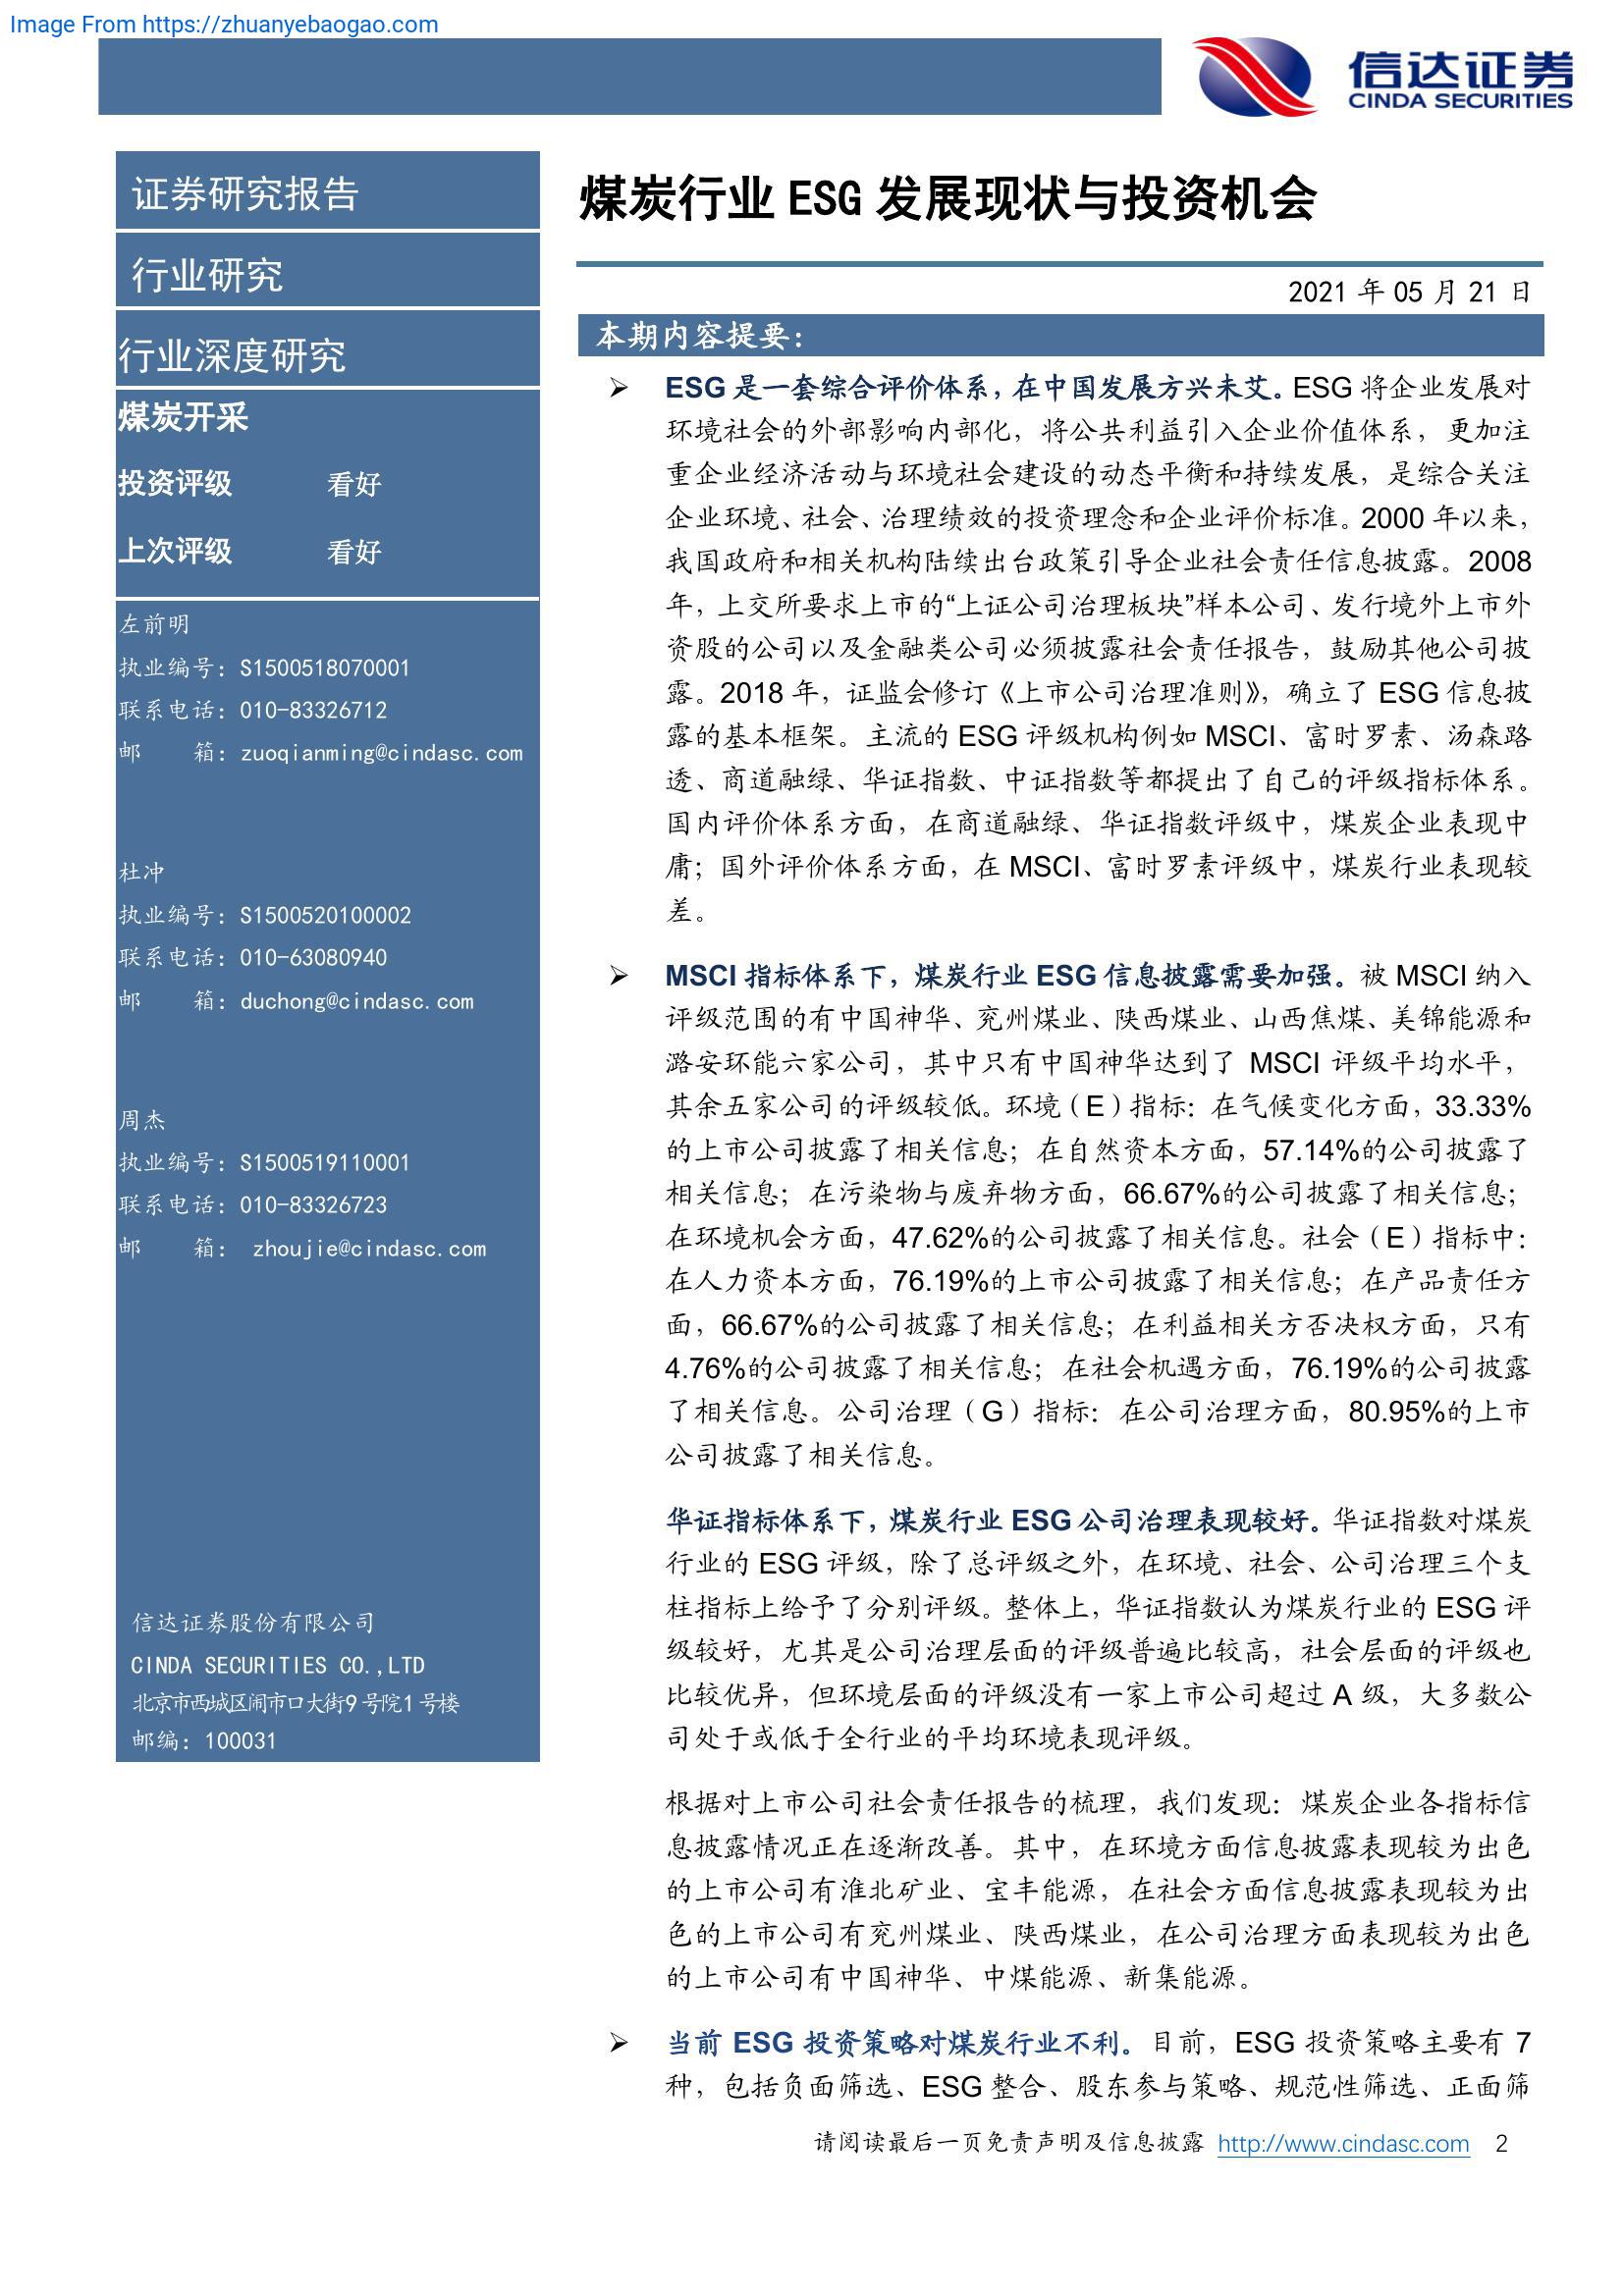 Image From https://zhuanyebaogao.com
信达证券
CINDA SECURITIES
证券研究报告
行业研究
行业深度研究
煤炭开采
投资评级 看好
上次评级 看好
左前明
执业编号：S1500518070001
联系电话：010-83326712
邮 箱：zuoqianming@cindasc.com
杜冲
执业编号：S1500520100002
联系电话：010-63080940
邮 箱：duchong@cindasc.com
周杰
执业编号：S1500519110001
联系电话：010-83326723
邮 箱： zhoujie@cindasc.com
信达证券股份有限公司
CINDA SECURITIES CO.,LTD
北京市西城区闹市口大街9号院1号楼
邮编：100031
煤炭行业 ESG 发展现状与投资机会
2021 年 05 月 21 日
本期内容提要：
➢ ESG 是一套综合评价体系，在中国发展方兴未艾。ESG 将企业发展对
环境社会的外部影响内部化，将公共利益引入企业价值体系，更加注
重企业经济活动与环境社会建设的动态平衡和持续发展，是综合关注
企业环境、社会、治理绩效的投资理念和企业评价标准。2000 年以来，
我国政府和相关机构陆续出台政策引导企业社会责任信息披露。2008
年，上交所要求上市的“上证公司治理板块”样本公司、发行境外上市外
资股的公司以及金融类公司必须披露社会责任报告，鼓励其他公司披
露。2018 年，证监会修订《上市公司治理准则》，确立了 ESG 信息披
露的基本框架。主流的 ESG 评级机构例如 MSCI、富时罗素、汤森路
透、商道融绿、华证指数、中证指数等都提出了自己的评级指标体系。
国内评价体系方面，在商道融绿、华证指数评级中，煤炭企业表现中
庸；国外评价体系方面，在 MSCI、富时罗素评级中，煤炭行业表现较
差。
➢ MSCI 指标体系下，煤炭行业 ESG 信息披露需要加强。被 MSCI 纳入
评级范围的有中国神华、兖州煤业、陕西煤业、山西焦煤、美锦能源和
潞安环能六家公司，其中只有中国神华达到了 MSCI 评级平均水平，
其余五家公司的评级较低。环境（E）指标：在气候变化方面，33.33%
的上市公司披露了相关信息；在自然资本方面，57.14%的公司披露了
相关信息；在污染物与废弃物方面，66.67%的公司披露了相关信息；
在环境机会方面，47.62%的公司披露了相关信息。社会（E）指标中：
在人力资本方面，76.19%的上市公司披露了相关信息；在产品责任方
面，66.67%的公司披露了相关信息；在利益相关方否决权方面，只有
4.76%的公司披露了相关信息；在社会机遇方面，76.19%的公司披露
了相关信息。公司治理（G）指标：在公司治理方面，80.95%的上市
公司披露了相关信息。
华证指标体系下，煤炭行业 ESG 公司治理表现较好。华证指数对煤炭
行业的 ESG 评级，除了总评级之外，在环境、社会、公司治理三个支
柱指标上给予了分别评级。整体上，华证指数认为煤炭行业的 ESG 评
级较好，尤其是公司治理层面的评级普遍比较高，社会层面的评级也
比较优异，但环境层面的评级没有一家上市公司超过 A 级，大多数公
司处于或低于全行业的平均环境表现评级。
根据对上市公司社会责任报告的梳理，我们发现：煤炭企业各指标信
息披露情况正在逐渐改善。其中，在环境方面信息披露表现较为出色
的上市公司有淮北矿业、宝丰能源，在社会方面信息披露表现较为出
色的上市公司有兖州煤业、陕西煤业，在公司治理方面表现较为出色
的上市公司有中国神华、中煤能源、新集能源。
➢ 当前 ESG 投资策略对煤炭行业不利。目前，ESG 投资策略主要有 7
种，包括负面筛选、ESG 整合、股东参与策略、规范性筛选、正面筛
请阅读最后一页免责声明及信息披露 http://www.cindasc.com 2